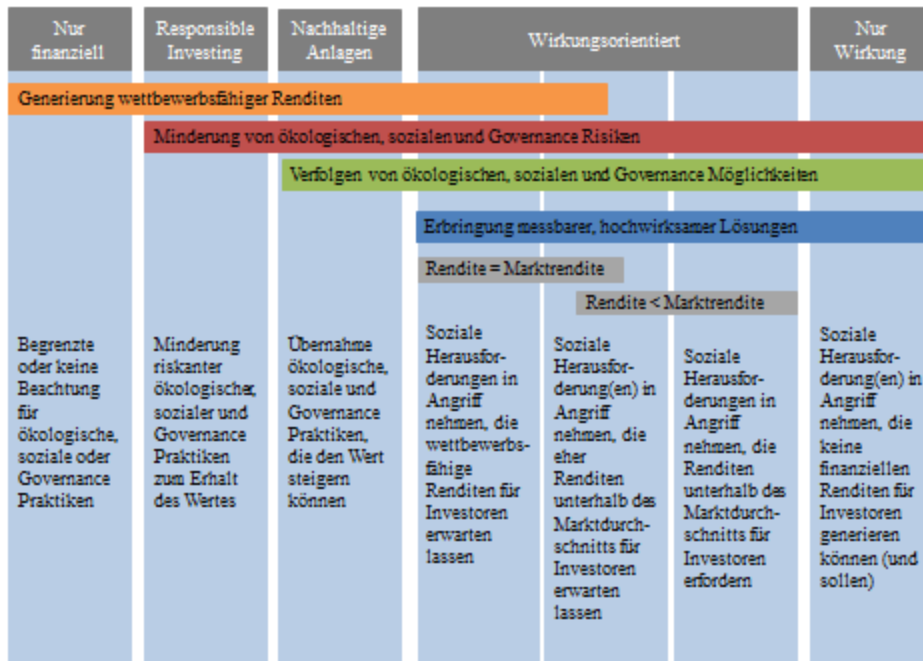 Nur
finanziell
Responsible
Investing
Nachhaltige
Anlagen
Wirkungsorientiert
Nur
Wirkung
Generierung wettbewerbsfähiger Renditen
Minderung von ökologischen, sozialen und Governance Risiken
Verfolgen von ökologischen, sozialen und Governance Möglichkeiten
Erbringung messbarer, hochwirksamer Lösungen
Rendite = Marktrendite
Rendite < Marktrendite
Begrenzte
oder keine
Beachtung
für
ökologische,
soziale oder
Governance
Praktiken
Minderung
riskanter
ökologischer,
sozialer und
Governance
Praktiken
zum Erhalt
des Wertes
Übernahme
ökologische,
soziale und
Governance
Praktiken,
die den Wert
steigern
können
Soziale
Herausfor-
derungen in
Angriff
nehmen, die
wettbewerbs-
fähige
Renditen für
Investoren
erwarten
lassen
Soziale
Herausfor-
derung(en) in
Angriff
nehmen, die
eher
Renditen
unterhalb des
Marktdurch-
schnitts für
Investoren
erwarten
lassen
Soziale
Herausfor-
derungen in
Angriff
nehmen, die
Renditen
unterhalb des
Marktdurch-
schnitts für
Investoren
erfordern
Soziale
Herausfor-
derung(en) in
Angriff
nehmen, die
keine
finanziellen
Renditen für
Investoren
generieren
können (und
sollen)